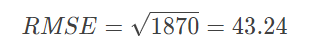 RMSE = √1870 = 43.24